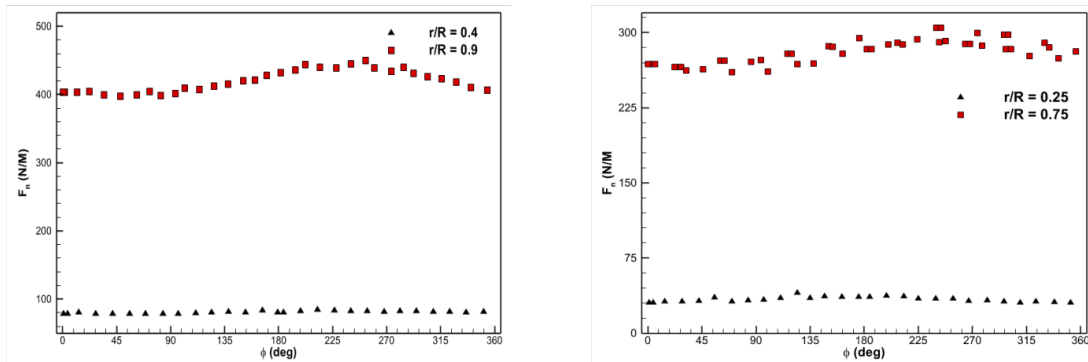 500
400
300
200
100
F_n (N/M)
0 45 90 135 180 225 270 315 360
ϕ (deg)
r/R = 0.4
r/R = 0.9
300
225
150
75
0
F_n (N/M
0 45 90 135 180 225 270 315 360
ϕ (deg)
r/R = 0.25
r/R = 0.75